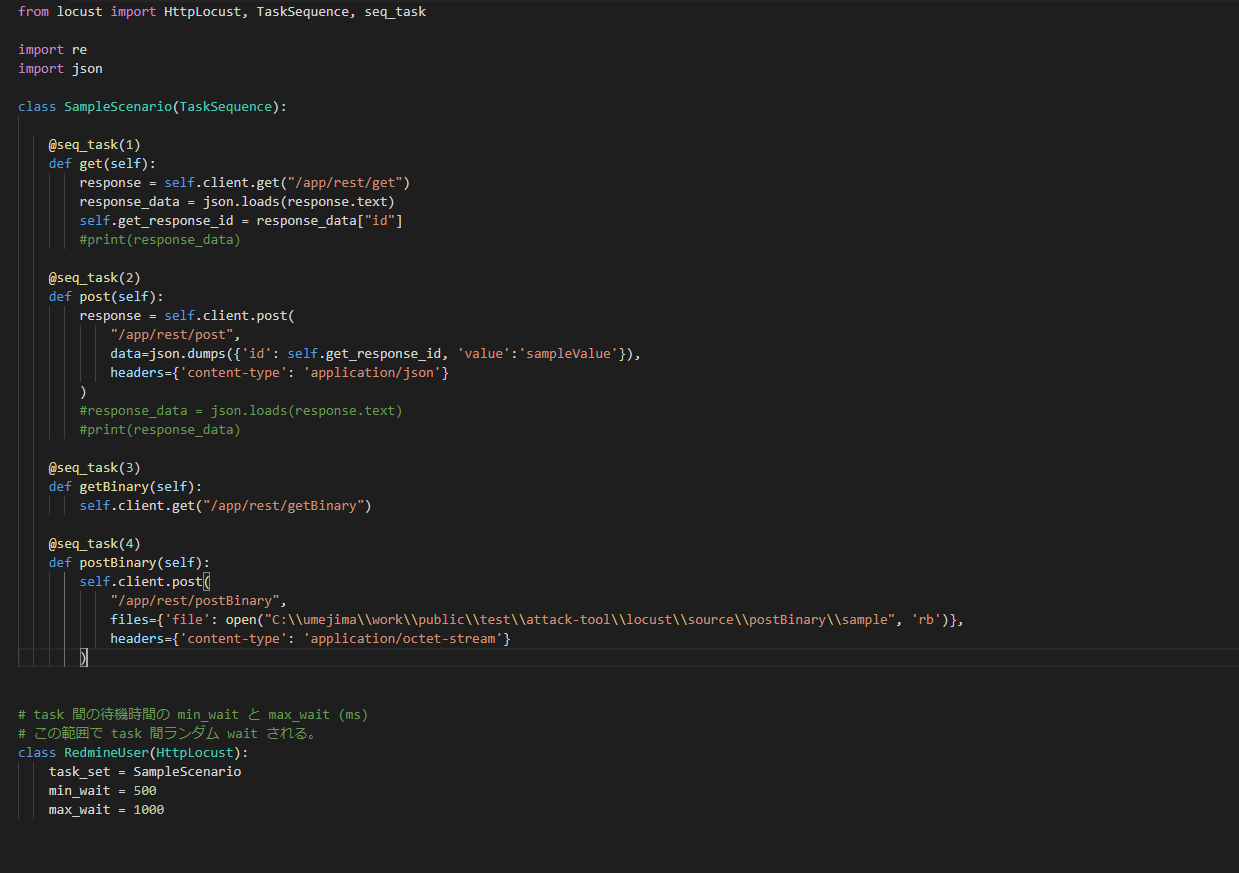 from locust import HttpLocust, TaskSequence, seq_task
import re
import json
class SampleScenario(TaskSequence):
@seq_task(1)
def get(self):
response = self.client.get("/app/rest/get")
response_data = json.loads(response.text)
self.get_response_id = response_data["id"]
#print(response_data)
@seq_task(2)
def post(self):
response = self.client.post(
"/app/rest/post",
data=json.dumps({'id': self.get_response_id, 'value':'sampleValue'}),
headers={'content-type': 'application/json'}
)
#response_data = json.loads(response.text)
#print(response_data)
@seq_task(3)
def getBinary(self):
self.client.get("/app/rest/getBinary")
@seq_task(4)
def postBinary(self):
self.client.post(
"/app/rest/postBinary",
files={'file': open("C:\\umejima\\work\\public\\test\\attack-tool\\locust\\source\\postBinary\\sample", 'rb')},
headers={'content-type': 'application/octet-stream'}
)
# task 間の待機時間の min_wait と max_wait (ms)
# この範囲で task 間ランダム wait される。
class RedmineUser(HttpLocust):
task_set = SampleScenario
min_wait = 500
max_wait = 1000